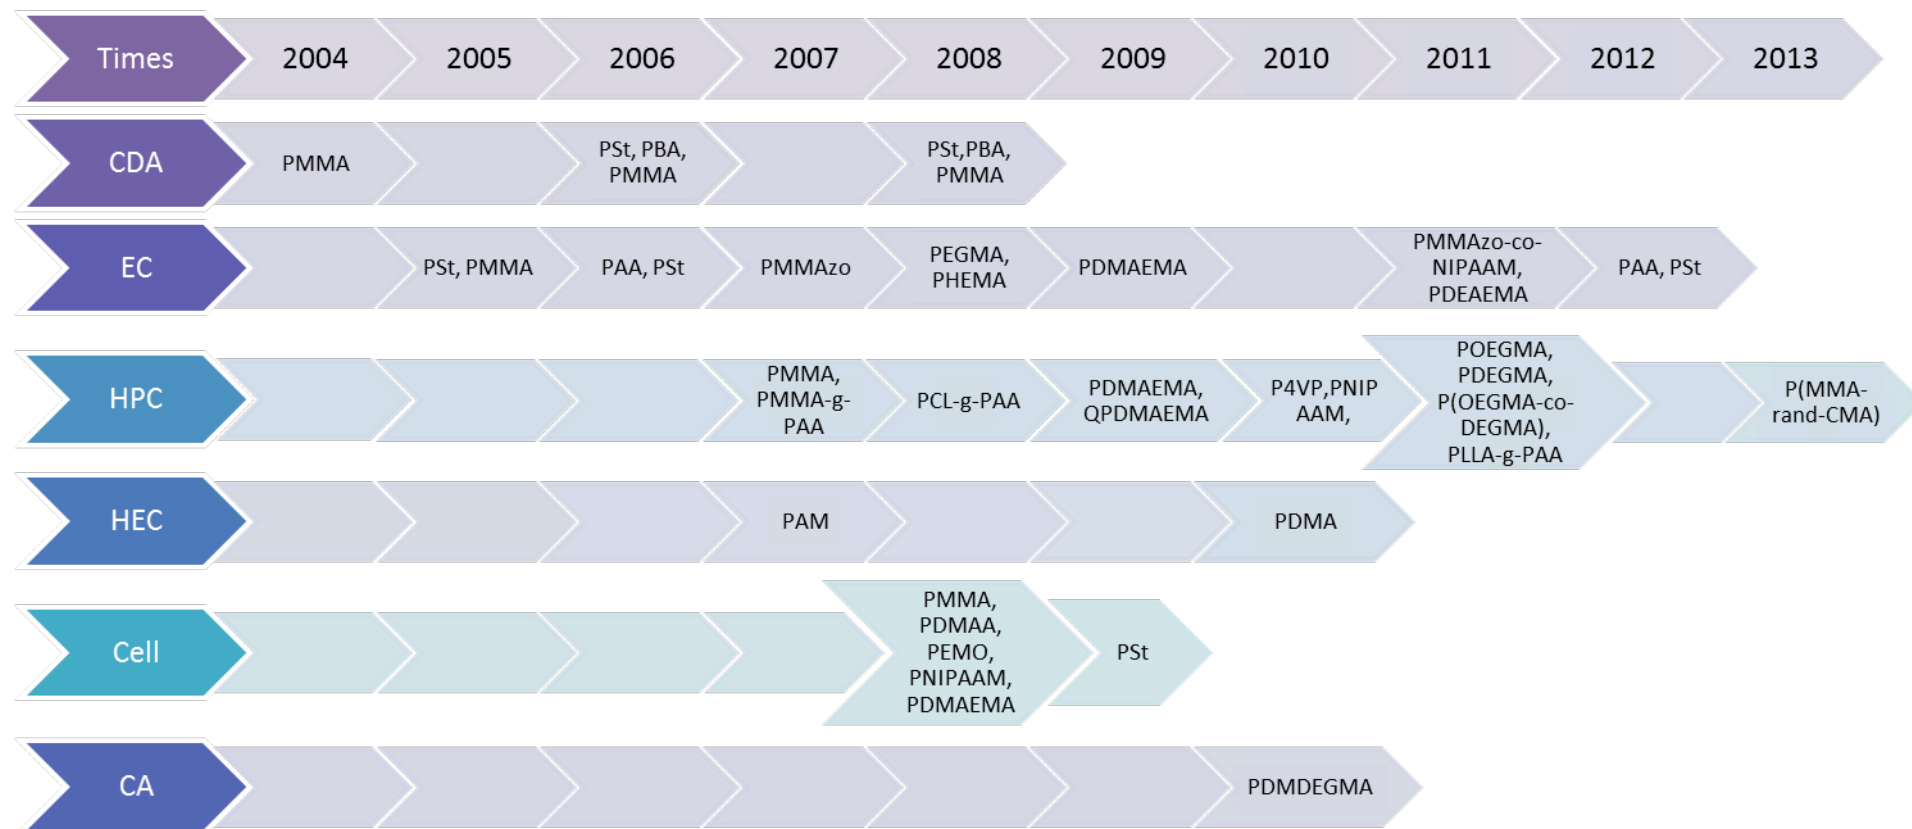 Times 2004 2005 2006 2007 2008 2009 2010 2011 2012 2013
CDA
PMMA
PSt, PBA,
PMMA
PSt,PBA,
PMMA
EC
PSt, PMMA
PAA, PSt
PMMAzo
PEGMA,
PHEMA
PDMAEMA
PMMAzo-co-
NIPAAM,
PDEAEMA
PAA, PSt
HPC
PMMA,
PMMA-g-
PAA
PCL-g-PAA
PDMAEMA,
QPDMAEMA
P4VP,PNIP
AAM,
POEGMA,
PDEGMA,
P(OEGMA-co-
DEGMA),
PLLA-g-PAA
P(MMA-
rand-CMA)
HEC
PAM
PDMA
Cell
PMMA,
PDMAA,
PEMO,
PNIPAAM,
PDMAEMA
PSt
CA
PDMDEGMA